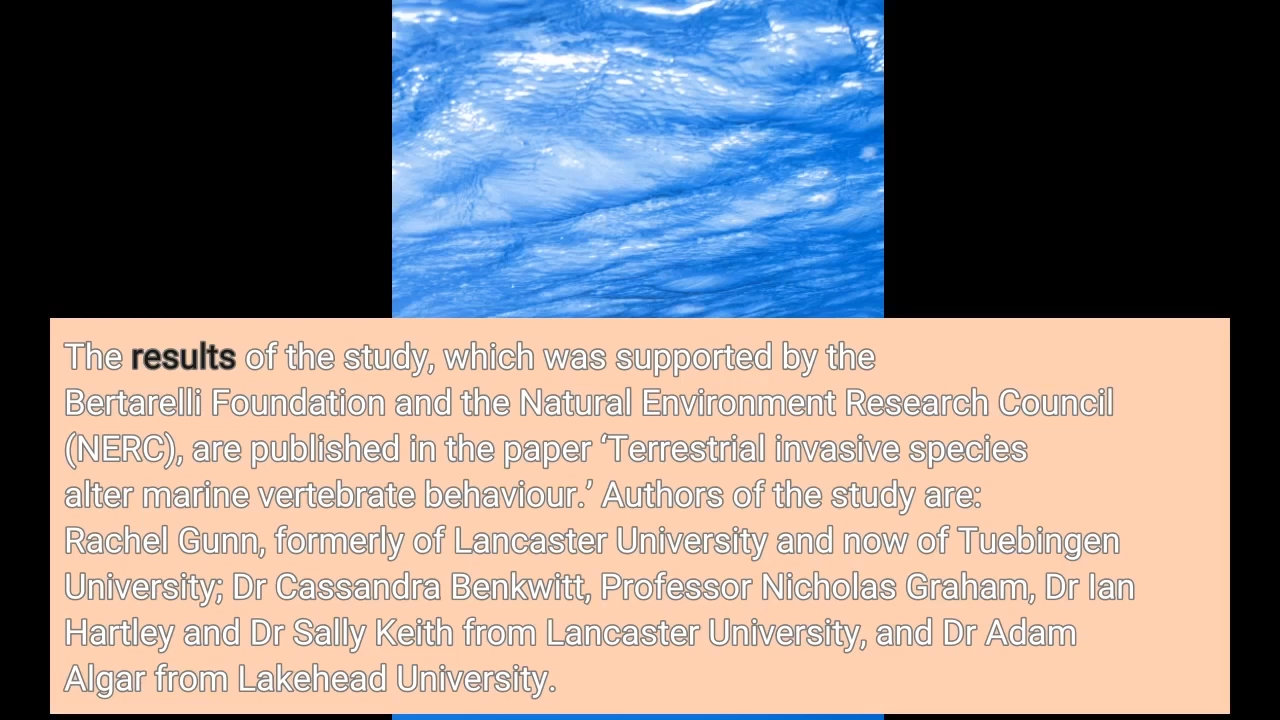 The results of the study, which was supported by the
Bertarelli Foundation and the Natural Environment Research Council
(NERC), are published in the paper ‘Terrestrial invasive species
alter marine vertebrate behaviour.’ Authors of the study are:
Rachel Gunn, formerly of Lancaster University and now of Tuebingen
University; Dr Cassandra Benkwitt, Professor Nicholas Graham, Dr Ian
Hartley and Dr Sally Keith from Lancaster University, and Dr Adam
Algar from Lakehead University.